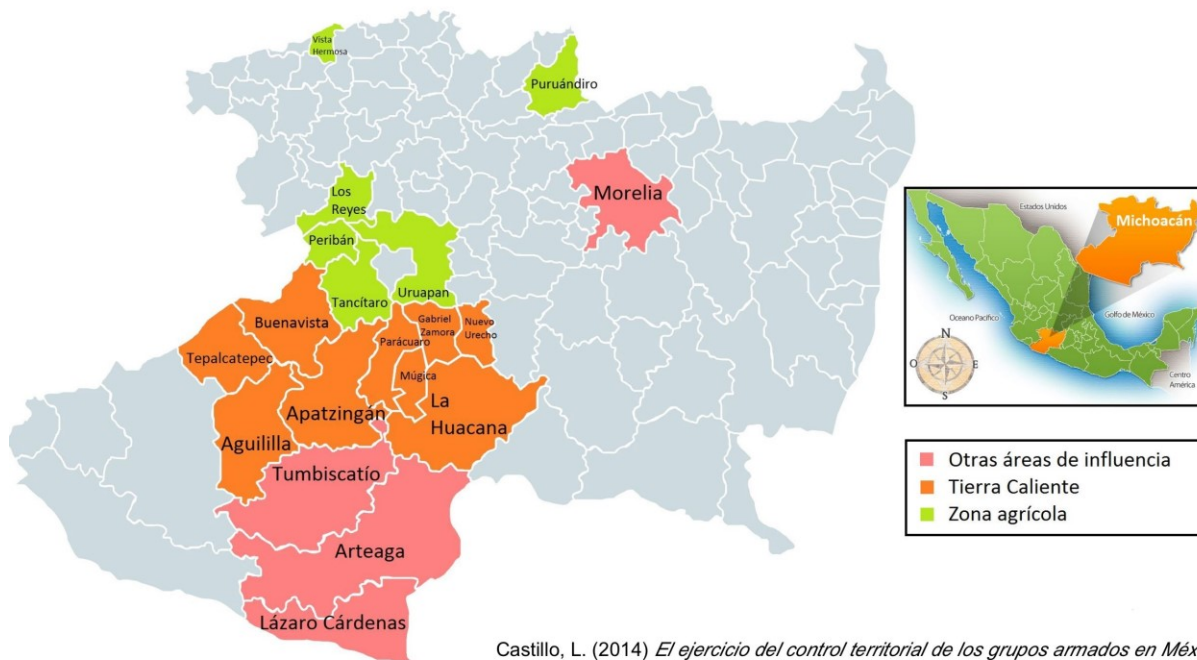 Vista
Hermosa
Puruándiro
Morelia
Los
Reyes
Peribán
Tancítaro
Uruapan
Buenavista
Tepalcatepec
Gabriel
Zamora
Nuevo
Urecho
Parácuaro
Múgica
La
Huacana
Apatzingán
Aguililla
Tumbiscatío
Arteaga
Lázaro Cárdenas
Estados Unidos
Michoacán
Oceano Pacífico
Golfo de México
Centro
América
N
O
E
S
Otras áreas de influencia
Tierra Caliente
Zona agrícola
Castillo, L. (2014) El ejercicio del control territorial de los grupos armados en Méx